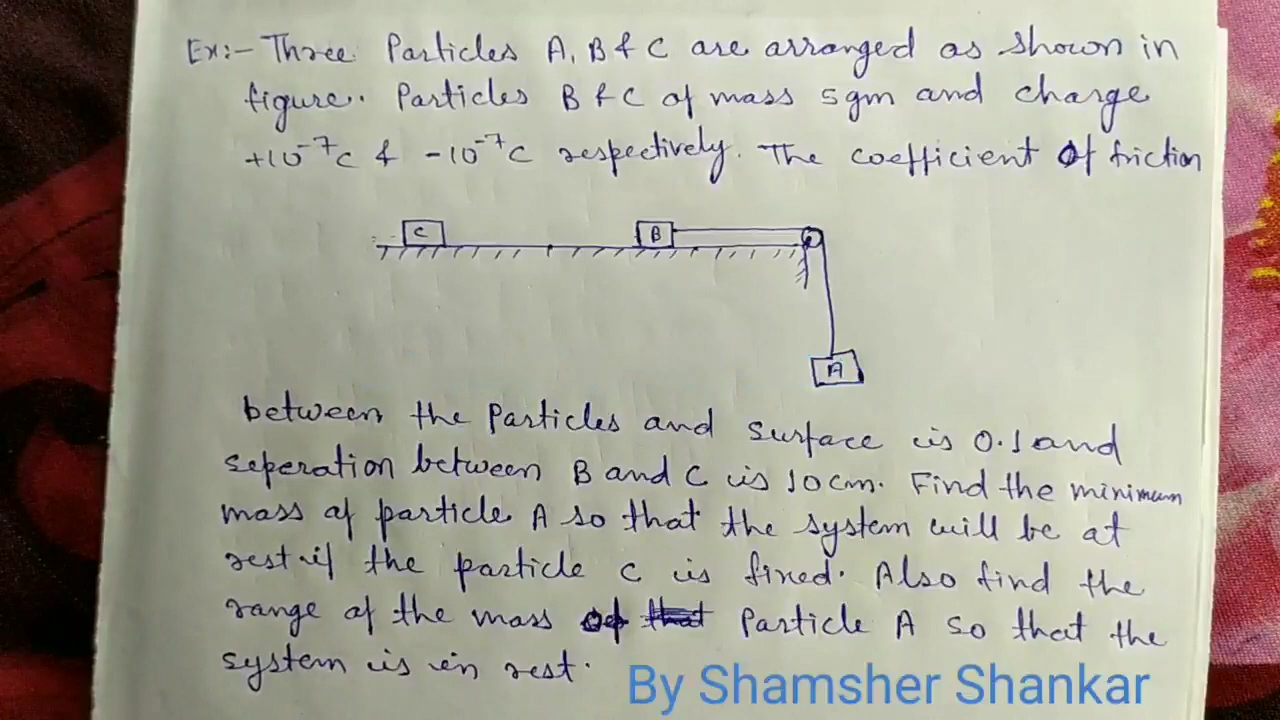 Ex:- Three Particles A, B & C are arranged as shown in
figure. Particles B & C of mass 5gm and charge
+10⁻⁷C & -10⁻⁷C respectively. The coefficient of friction
C
B
A
between the Particles and surface is 0.1 and
seperation between B and C is 10cm. Find the minimum
mass of particle A so that the system will be at
rest if the particle C is fixed. Also find the
range of the mass of Particle A so that the
system is in rest.
By Shamsher Shankar